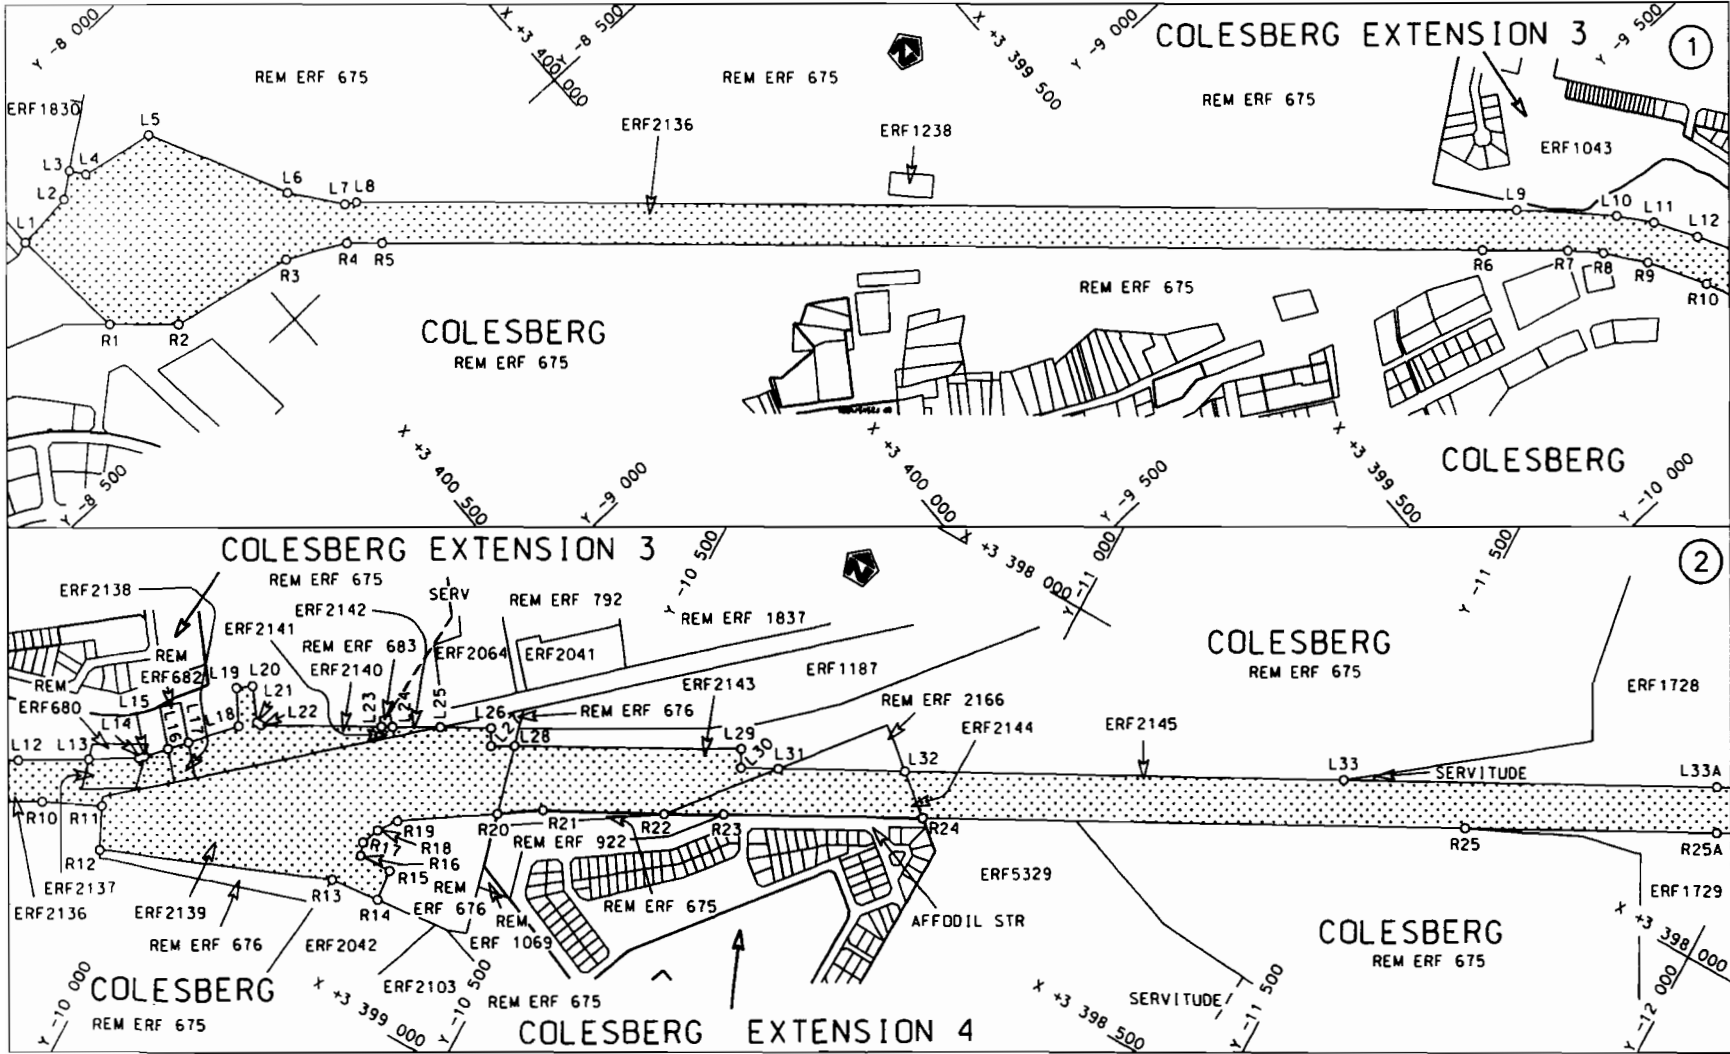 Y -8 000
X +3 400 000
Y -8 500
X +3 399 500
Y -9 000
COLESBERG EXTENSION 3
Y -9 500
1
REM ERF 675
REM ERF 675
REM ERF 675
ERF1830
L5
ERF2136
ERF1238
ERF1043
L3
L4
L2
L6
L7
L8
L9
L10
L11
L12
L1
R3
R4
R5
R6
R7
R8
R9
R10
REM ERF 675
R1
R2
COLESBERG
REM ERF 675
COLESBERG
Y -8 500
X +3 400 500
Y -9 000
X +3 400 000
Y -9 500
X +3 399 500
Y -10 000
COLESBERG EXTENSION 3
REM ERF 675
2
Y -10 500
X +3 398 000
Y -11 000
Y -11 500
ERF2138
ERF2142
SERV
REM ERF 792
REM ERF 1837
ERF2141
REM ERF 683
ERF2064
ERF2041
COLESBERG
REM ERF 675
REM
ERF682
ERF2140
ERF1187
ERF2143
REM ERF 2166
ERF1728
L19
L20
L21
L22
L23
L24
L25
L26
REM ERF 676
ERF2144
ERF2145
REM
ERF680
L15
L14
L16
L17
L18
L12
L13
L28
L29
L30
L31
L32
L33
SERVITUDE
L33A
R10
R11
R19
R18
R17
R16
R20
R21
R22
R23
R24
R25
R25A
REM ERF 922
R12
R15
ERF2137
R13
REM
ERF 676
REM ERF 675
ERF5329
ERF1729
ERF2136
ERF2139
R14
REM
ERF 1069
AFFODIL STR
X +3 398 000
REM ERF 676
ERF2042
COLESBERG
REM ERF 675
COLESBERG
REM ERF 675
ERF2103
REM ERF 675
SERVITUDE
Y -10 000
X +3 399 000
Y -10 500
COLESBERG EXTENSION 4
X +3 398 500
Y -11 500
Y -12 000